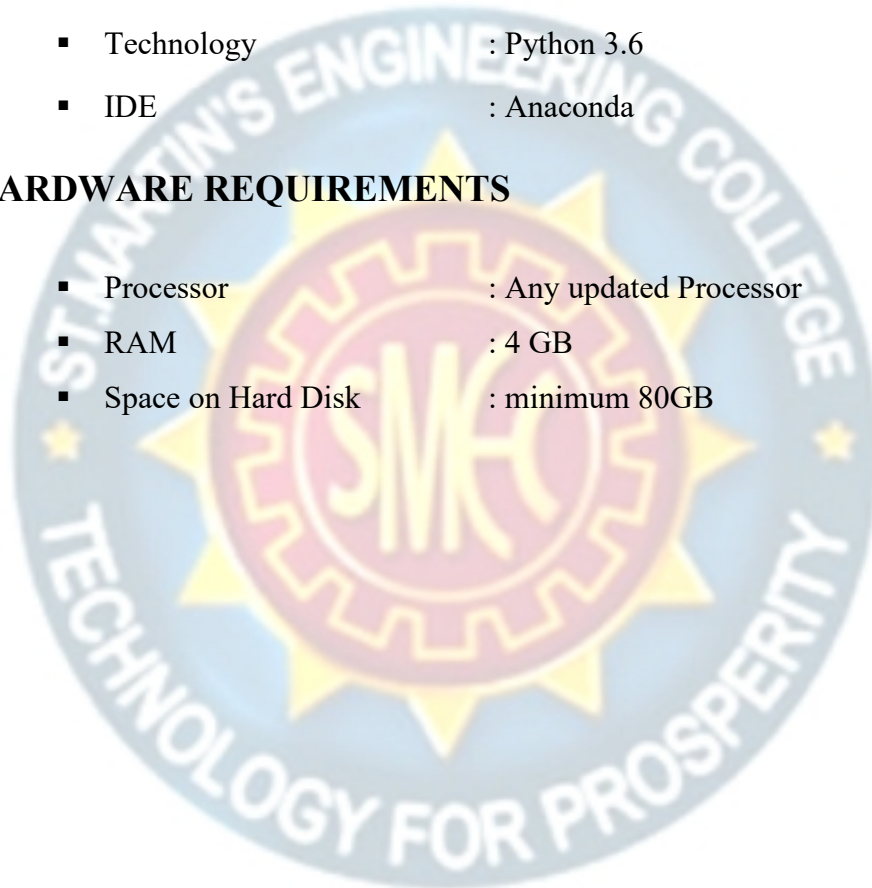 ▪ Technology : Python 3.6
▪ IDE : Anaconda
ARDWARE REQUIREMENTS
▪ Processor : Any updated Processor
▪ RAM : 4 GB
▪ Space on Hard Disk : minimum 80GB
ST.MARTIN'S ENGINEERING COLLEGE
SMEC
TECHNOLOGY FOR PROSPERITY